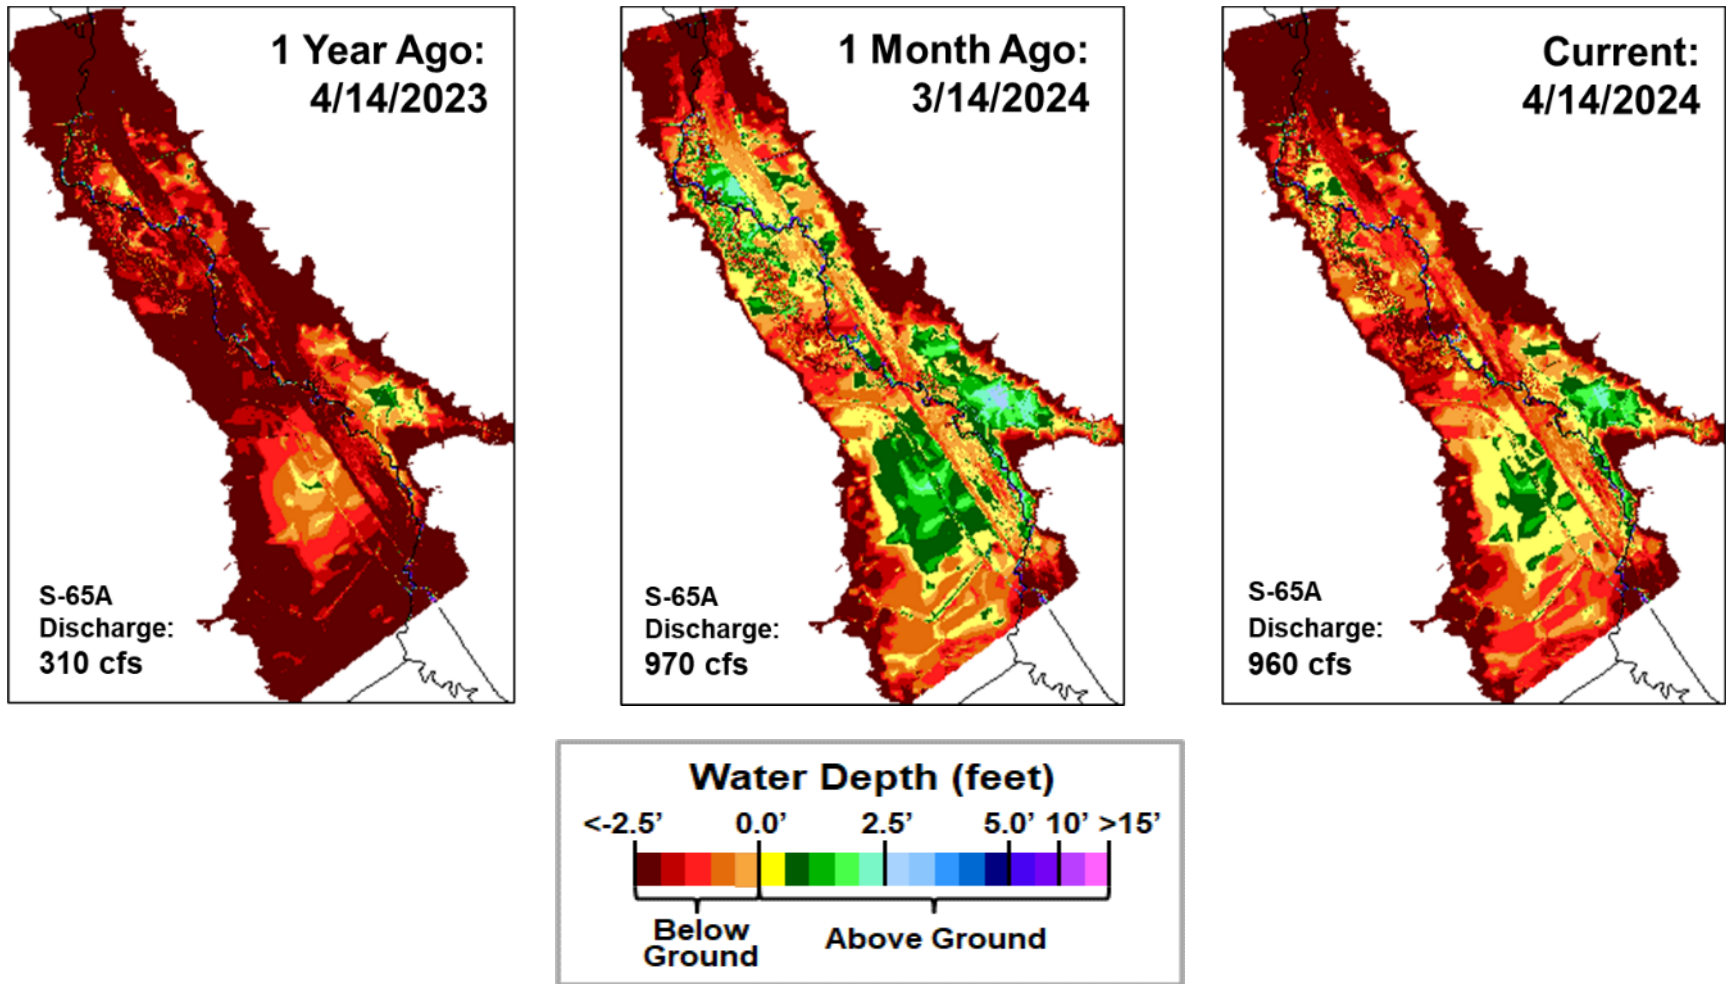 1 Year Ago:
4/14/2023
S-65A
Discharge:
310 cfs
1 Month Ago:
3/14/2024
S-65A
Discharge:
970 cfs
Current:
4/14/2024
S-65A
Discharge:
960 cfs
Water Depth (feet)
<-2.5' 0.0' 2.5' 5.0' 10' >15'
Below
Ground
Above Ground